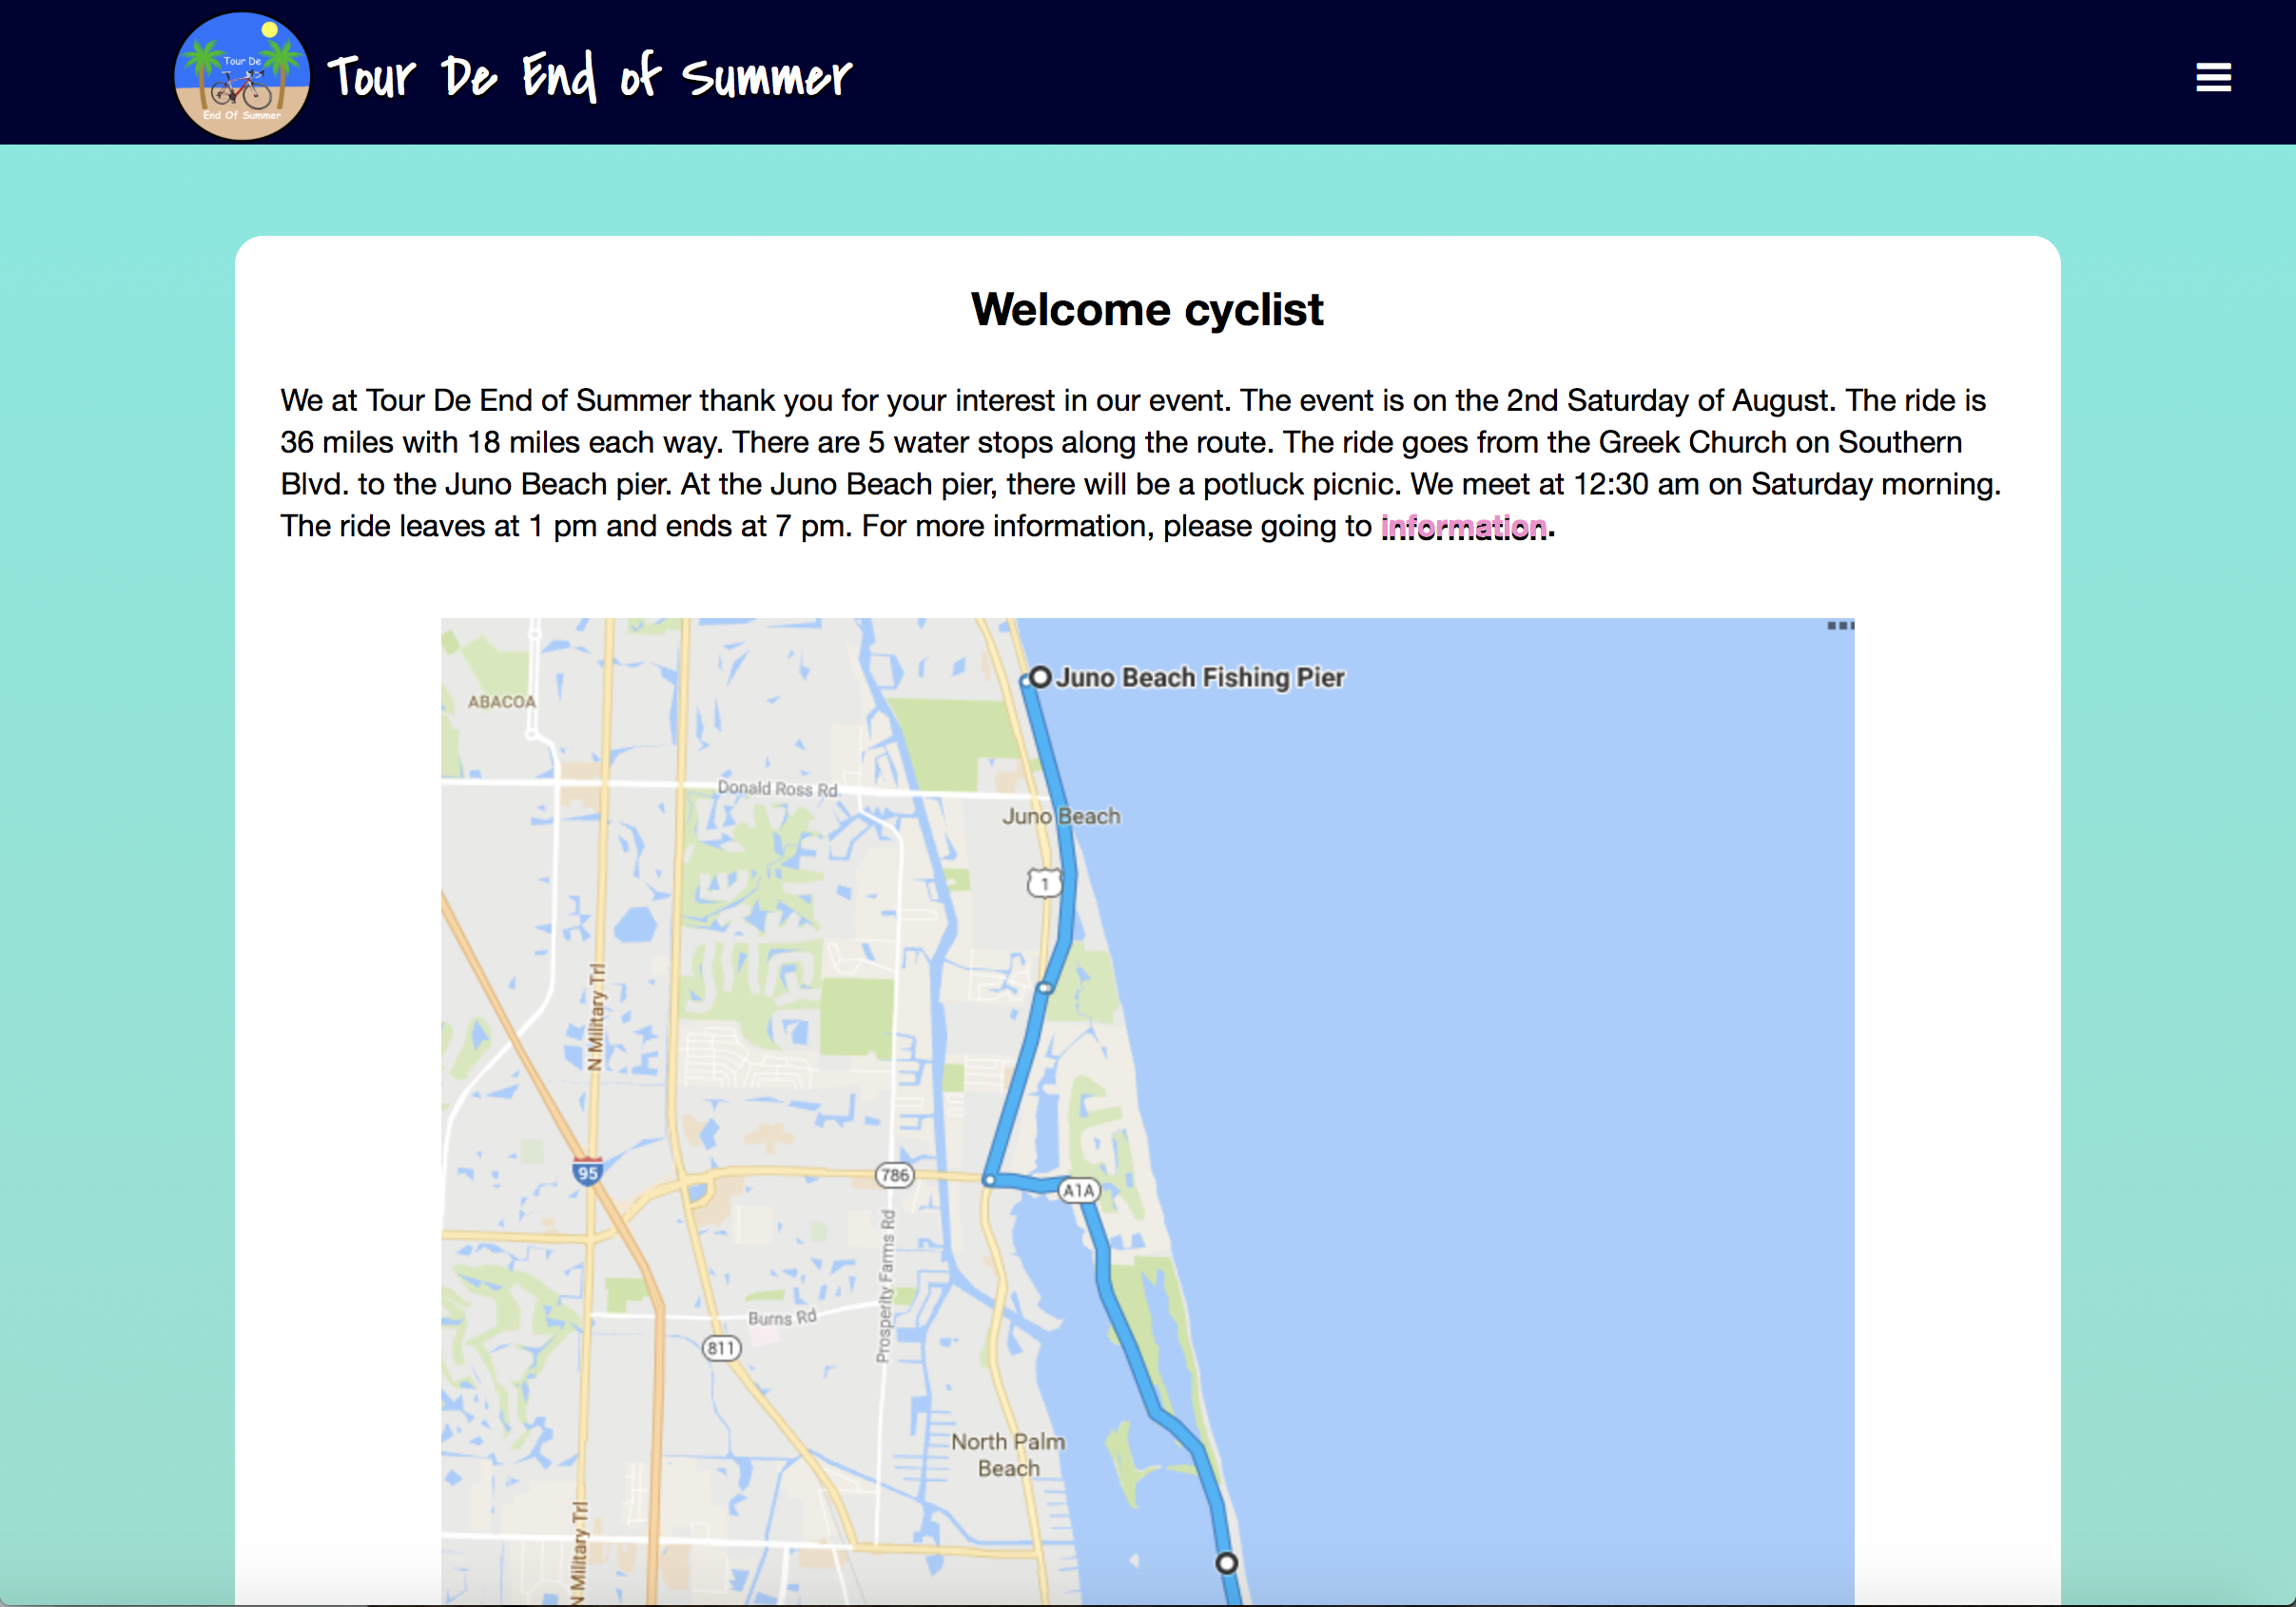 Tour De
End Of Summer
Tour De End of Summer
Welcome cyclist
We at Tour De End of Summer thank you for your interest in our event. The event is on the 2nd Saturday of August. The ride is
36 miles with 18 miles each way. There are 5 water stops along the route. The ride goes from the Greek Church on Southern
Blvd. to the Juno Beach pier. At the Juno Beach pier, there will be a potluck picnic. We meet at 12:30 am on Saturday morning.
The ride leaves at 1 pm and ends at 7 pm. For more information, please going to information.
Juno Beach Fishing Pier
ABACOA
Donald Ross Rd
Juno Beach
1
N Military Trl
95
786
A1A
Prosperity Farms Rd
Burns Rd
811
North Palm
Beach
N Military Trl